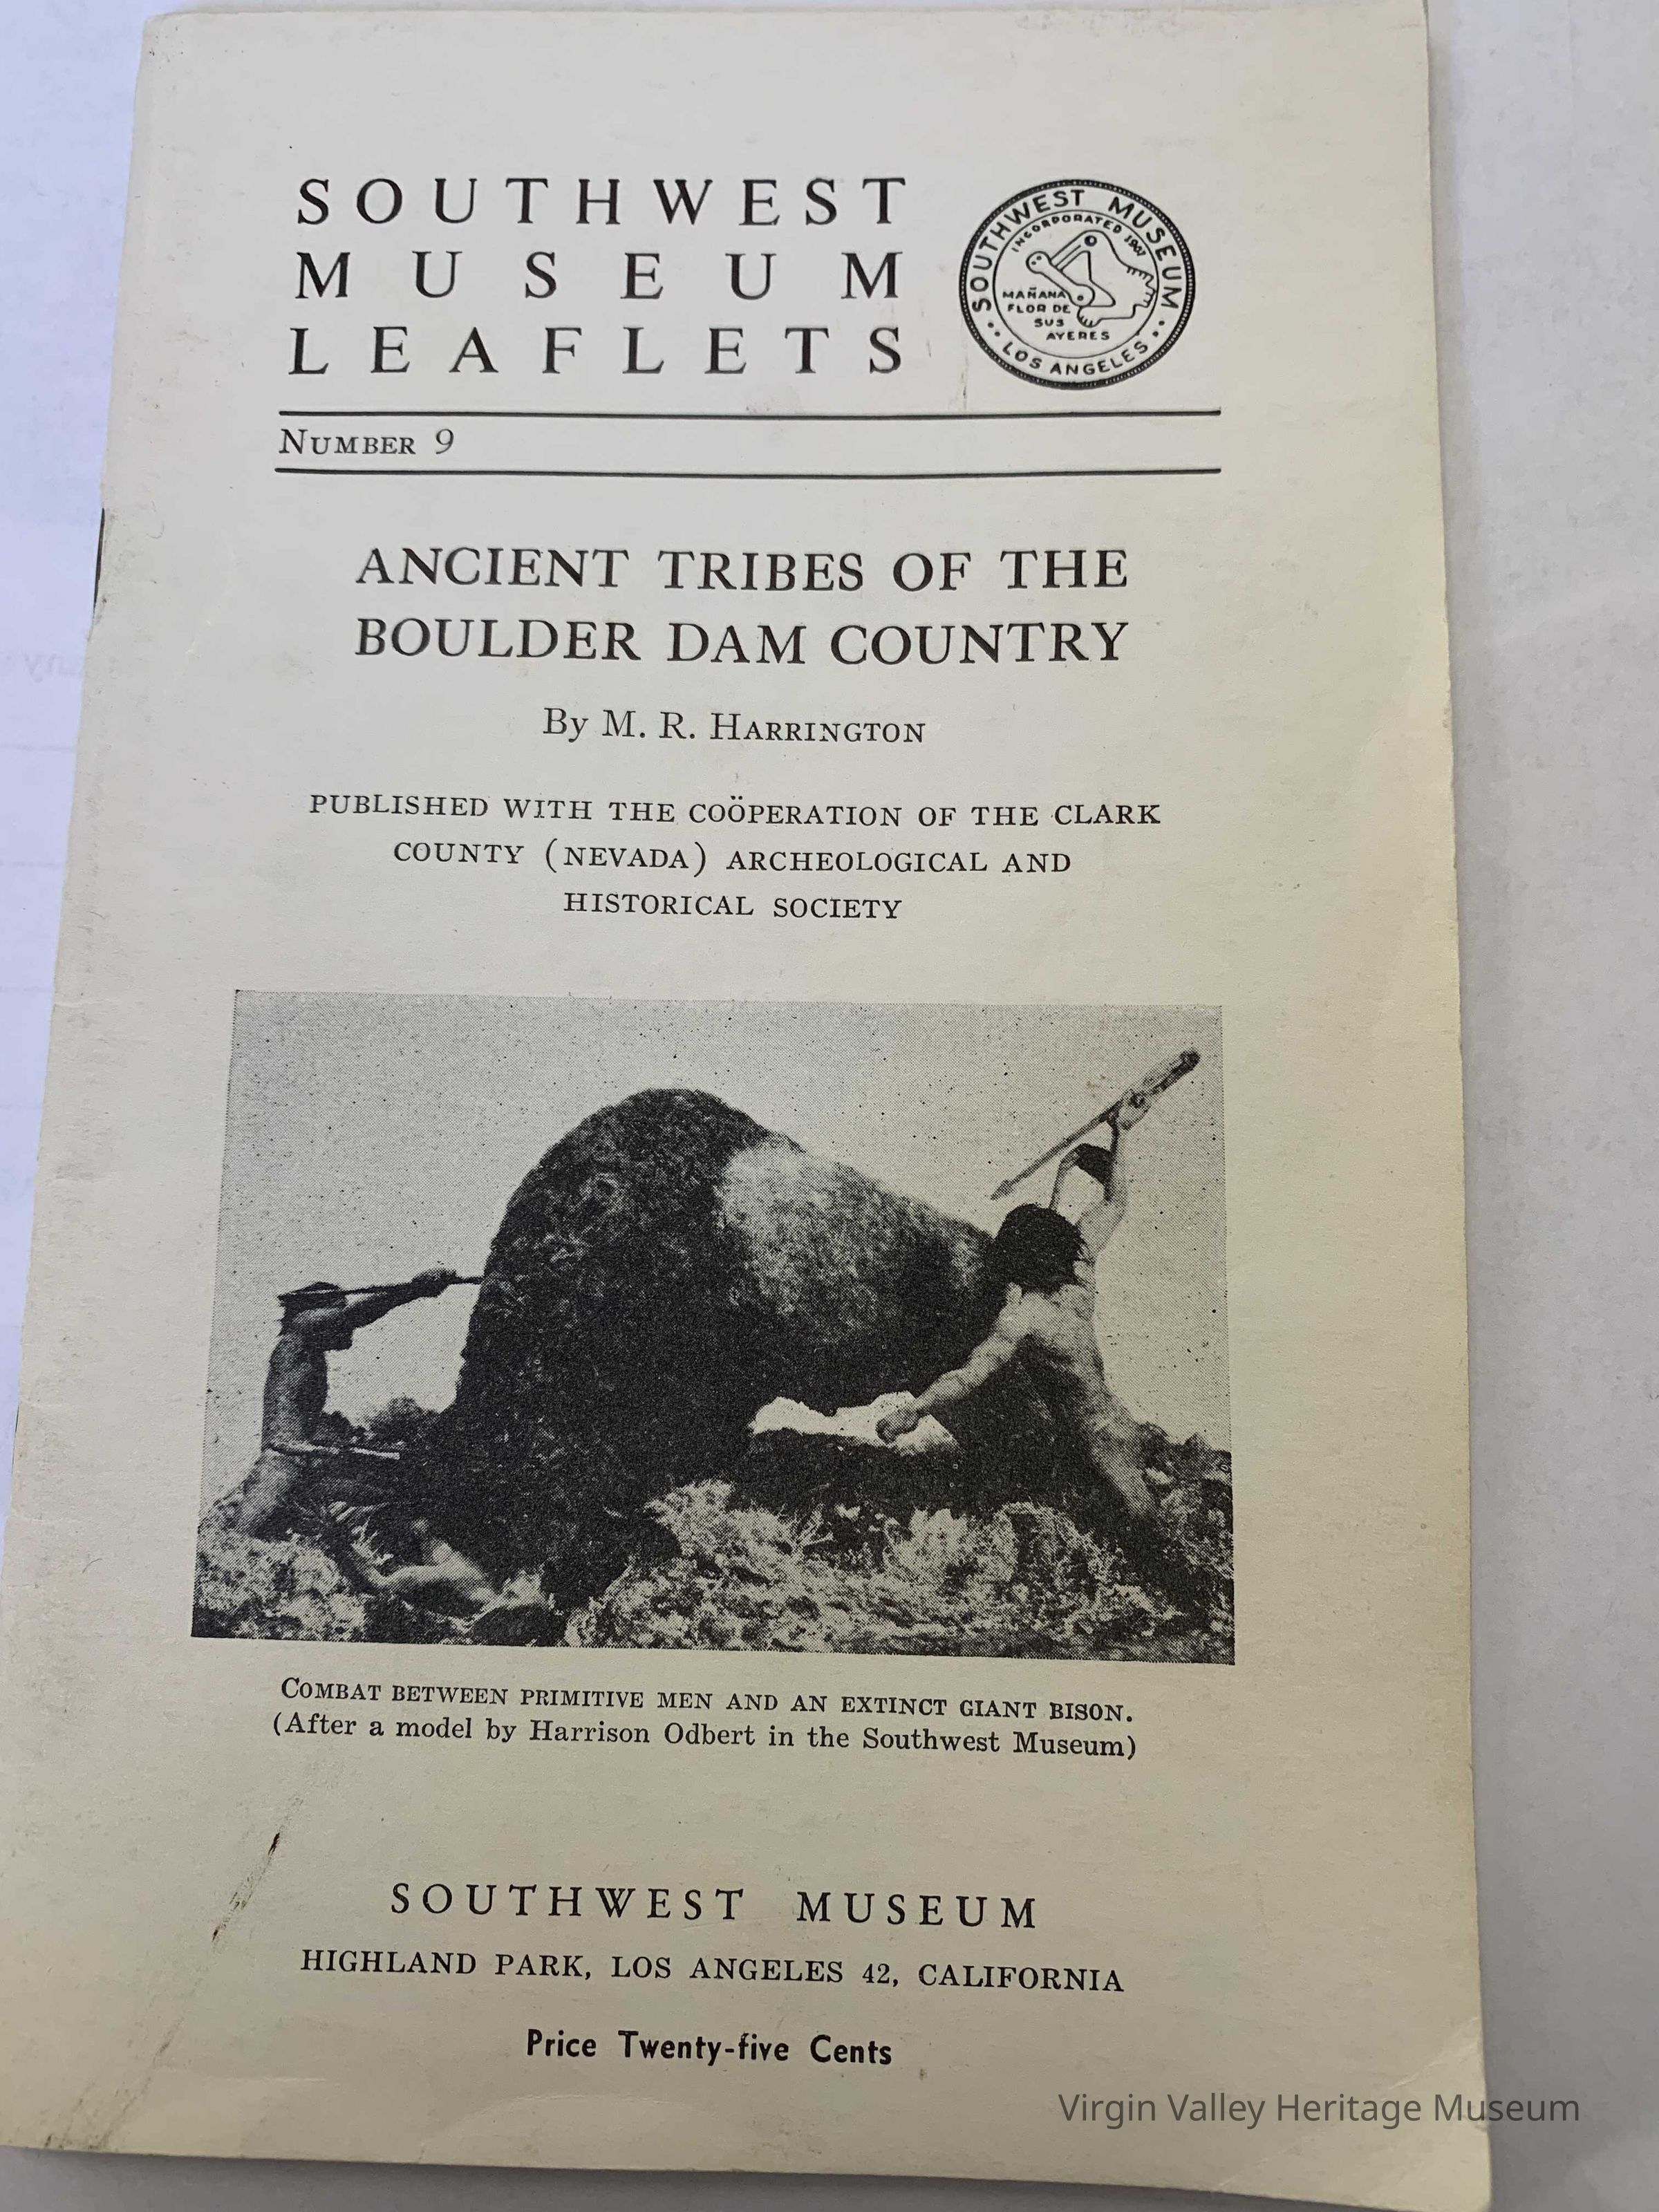 SOUTHWEST
MUSEUM
LEAFLETS
SOUTHWEST MUSEUM
INCORPORATED 1907
MAÑANA
FLOR DE
SUS
AYERES
LOS ANGELES
NUMBER 9
ANCIENT TRIBES OF THE
BOULDER DAM COUNTRY
By M. R. HARRINGTON
PUBLISHED WITH THE COÖPERATION OF THE CLARK
COUNTY (NEVADA) ARCHEOLOGICAL AND
HISTORICAL SOCIETY
COMBAT BETWEEN PRIMITIVE MEN AND AN EXTINCT GIANT BISON.
(After a model by Harrison Odbert in the Southwest Museum)
SOUTHWEST MUSEUM
HIGHLAND PARK, LOS ANGELES 42, CALIFORNIA
Price Twenty-five Cents
Virgin Valley Heritage Museum